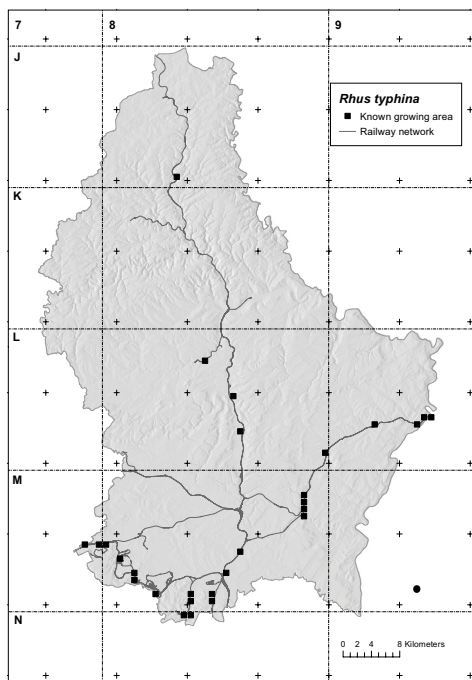 7 8 9
J
Rhus typhina
Known growing area
Railway network
K
L
M
N
0 2 4 8 Kilometers